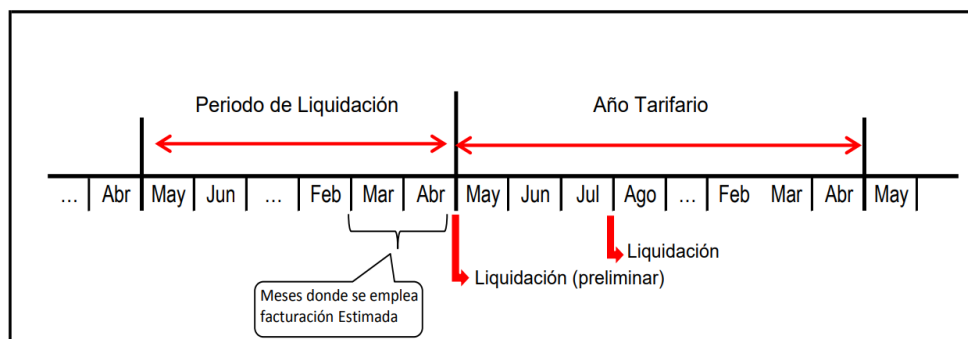 Periodo de Liquidación
Año Tarifario
... Abr May Jun ... Feb Mar Abr May Jun Jul Ago ... Feb Mar Abr May
Liquidación
Liquidación (preliminar)
Meses donde se emplea
facturación Estimada